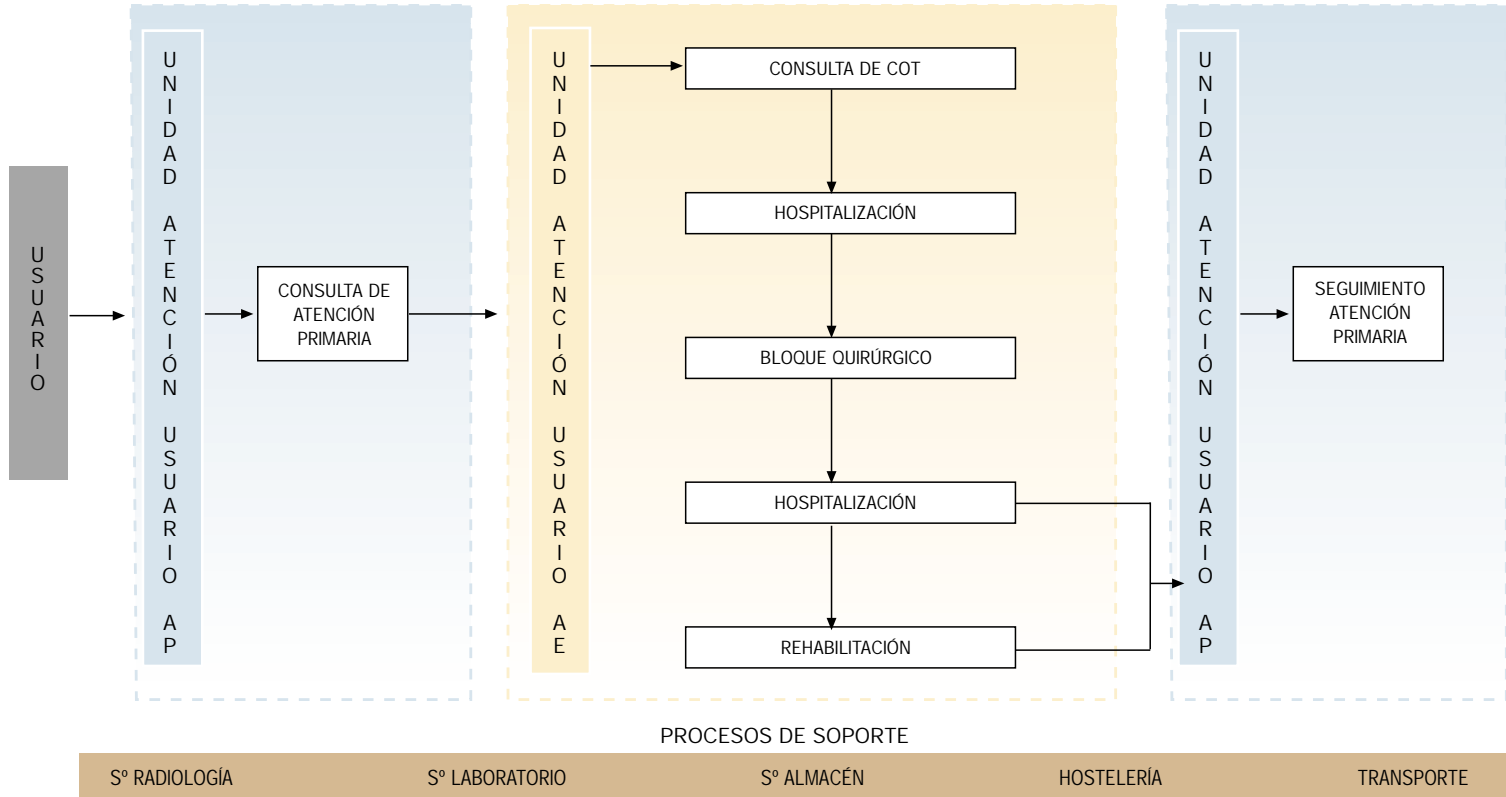 USUARIO
UNIDAD ATENCIÓN USUARIO AP
CONSULTA DE
ATENCIÓN
PRIMARIA
UNIDAD ATENCIÓN USUARIO AE
CONSULTA DE COT
HOSPITALIZACIÓN
BLOQUE QUIRÚRGICO
HOSPITALIZACIÓN
REHABILITACIÓN
UNIDAD ATENCIÓN USUARIO AP
SEGUIMIENTO
ATENCIÓN
PRIMARIA
PROCESOS DE SOPORTE
Sº RADIOLOGÍA Sº LABORATORIO Sº ALMACÉN HOSTELERÍA TRANSPORTE